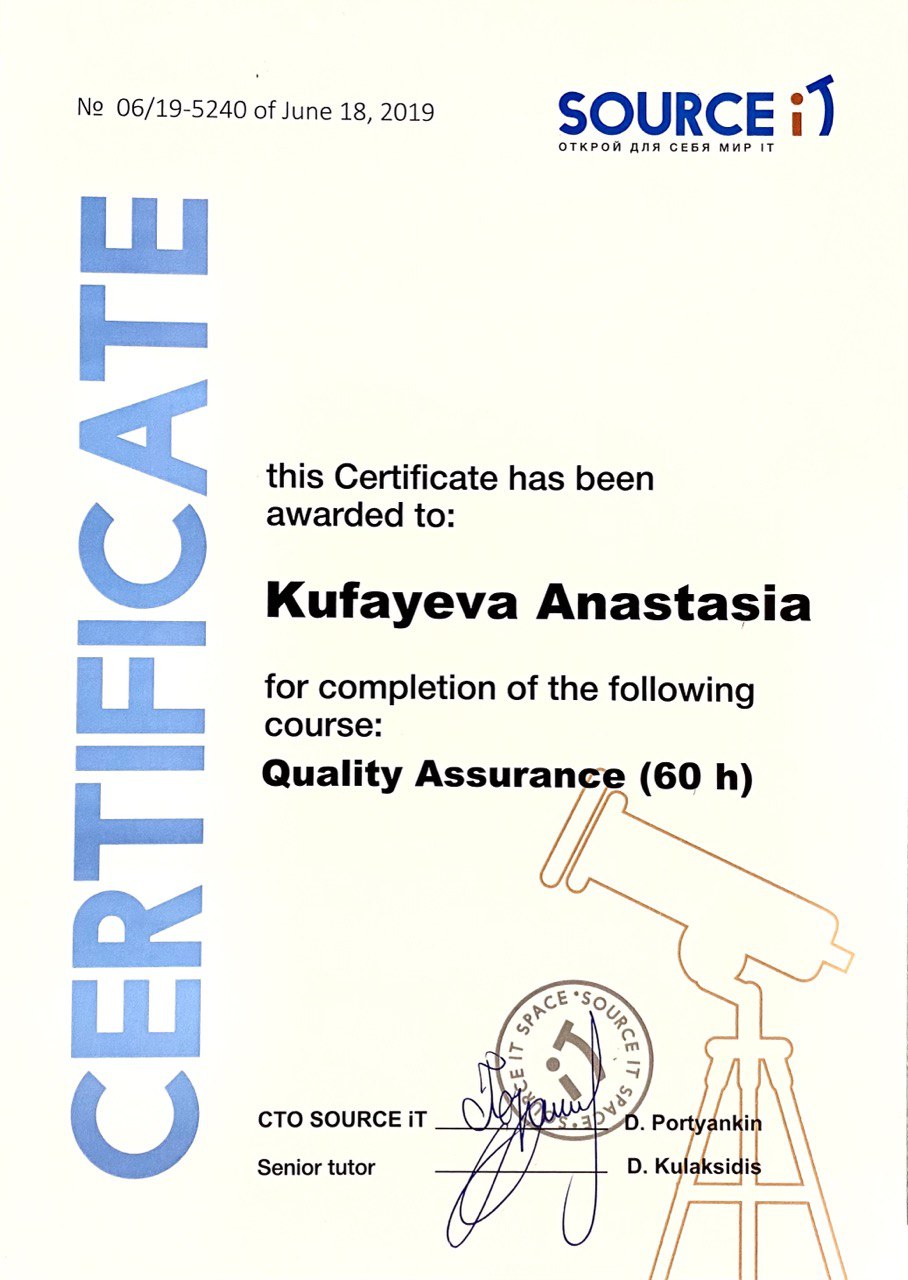 № 06/19-5240 of June 18, 2019
SOURCE iT
ОТКРОЙ ДЛЯ СЕБЯ МИР IT
CERTIFICATE
this Certificate has been
awarded to:
Kufayeva Anastasia
for completion of the following
course:
Quality Assurance (60 h)
SOURCE IT SPACE • SOURCE IT SPACE •
iT
CTO SOURCE iT D. Portyankin
Senior tutor D. Kulaksidis